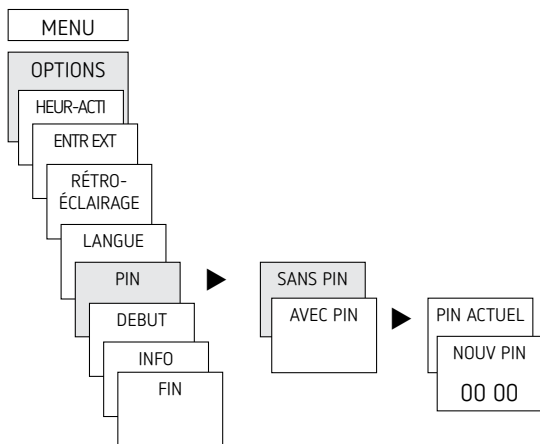 MENU
OPTIONS
HEUR-ACTI
ENTR EXT
RÉTRO-
ÉCLAIRAGE
LANGUE
PIN
DEBUT
INFO
FIN
SANS PIN
AVEC PIN
PIN ACTUEL
NOUV PIN
00 00